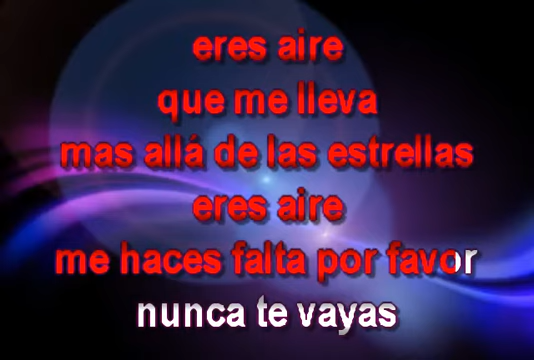 eres aire
que me lleva
mas allá de las estrellas
eres aire
me haces falta por favor
nunca te vayas